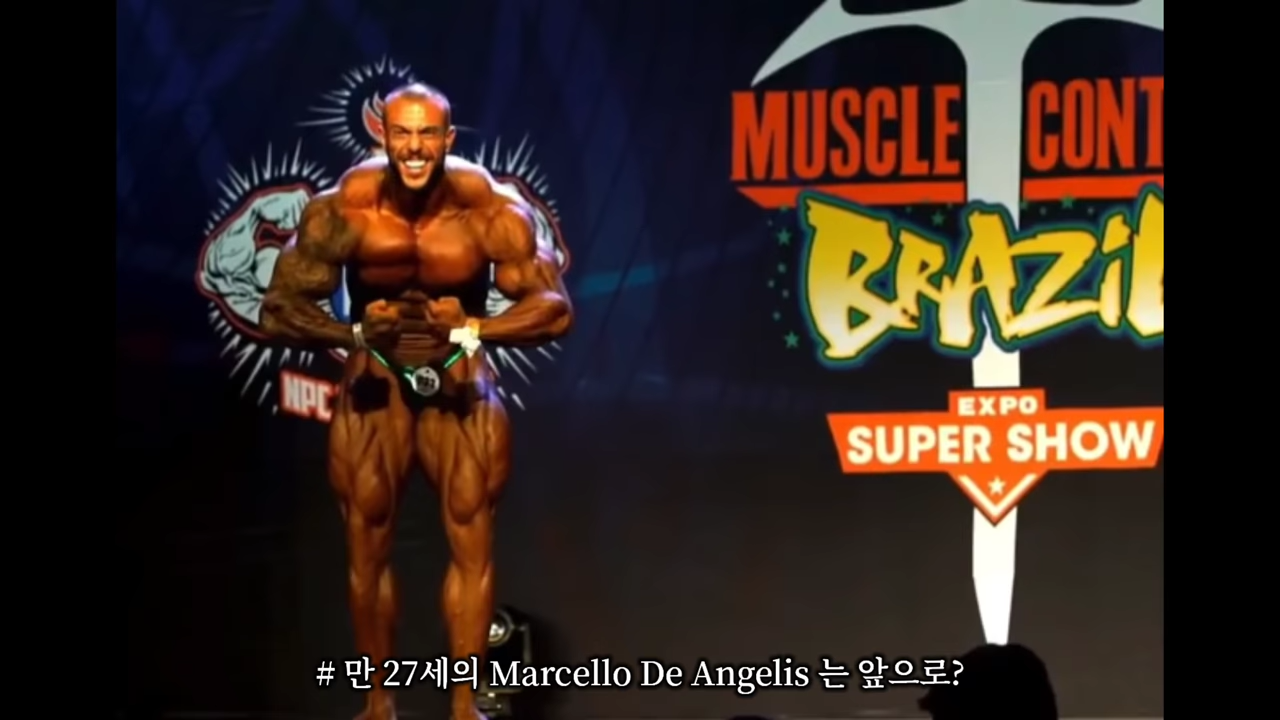 MUSCLE CONT
BRAZIL
NPC
EXPO
SUPER SHOW
# 만 27세의 Marcello De Angelis 는 앞으로?